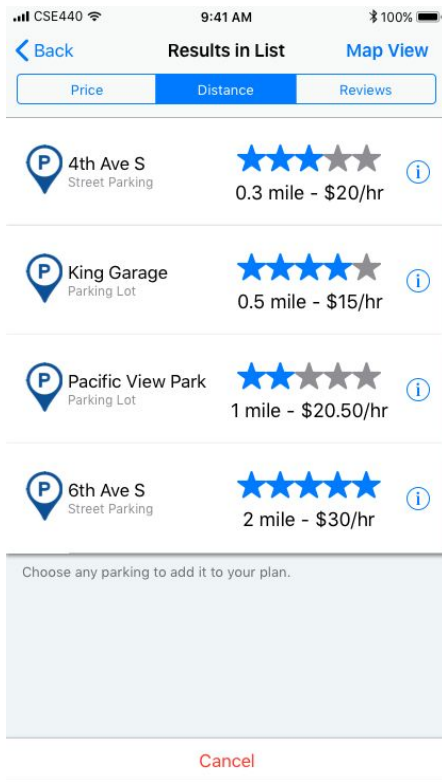 CSE440 9:41 AM 100%
Back Results in List Map View
Price Distance Reviews
P 4th Ave S
Street Parking
0.3 mile - $20/hr
i
P King Garage
Parking Lot
0.5 mile - $15/hr
i
P Pacific View Park
Parking Lot
1 mile - $20.50/hr
i
P 6th Ave S
Street Parking
2 mile - $30/hr
i
Choose any parking to add it to your plan.
Cancel